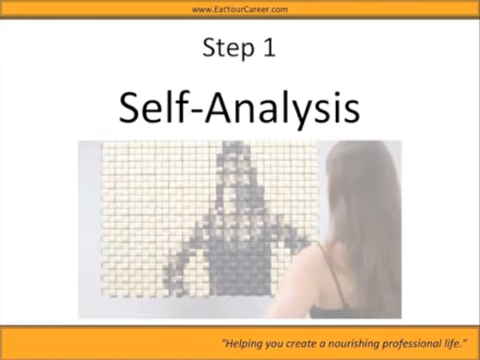 www.EatYourCareer.com
Step 1
Self-Analysis
"Helping you create a nourishing professional life."